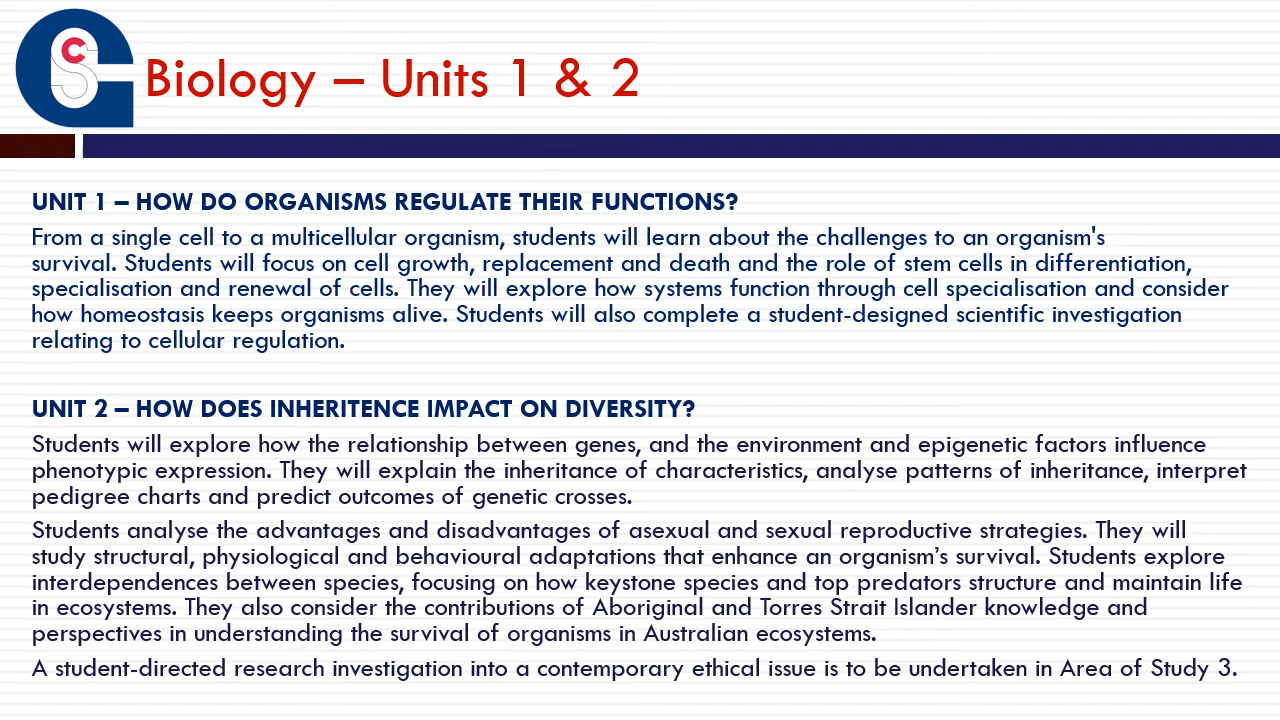 Biology – Units 1 & 2
UNIT 1 – HOW DO ORGANISMS REGULATE THEIR FUNCTIONS?
From a single cell to a multicellular organism, students will learn about the challenges to an organism's
survival. Students will focus on cell growth, replacement and death and the role of stem cells in differentiation,
specialisation and renewal of cells. They will explore how systems function through cell specialisation and consider
how homeostasis keeps organisms alive. Students will also complete a student-designed scientific investigation
relating to cellular regulation.
UNIT 2 – HOW DOES INHERITENCE IMPACT ON DIVERSITY?
Students will explore how the relationship between genes, and the environment and epigenetic factors influence
phenotypic expression. They will explain the inheritance of characteristics, analyse patterns of inheritance, interpret
pedigree charts and predict outcomes of genetic crosses.
Students analyse the advantages and disadvantages of asexual and sexual reproductive strategies. They will
study structural, physiological and behavioural adaptations that enhance an organism’s survival. Students explore
interdependences between species, focusing on how keystone species and top predators structure and maintain life
in ecosystems. They also consider the contributions of Aboriginal and Torres Strait Islander knowledge and
perspectives in understanding the survival of organisms in Australian ecosystems.
A student-directed research investigation into a contemporary ethical issue is to be undertaken in Area of Study 3.